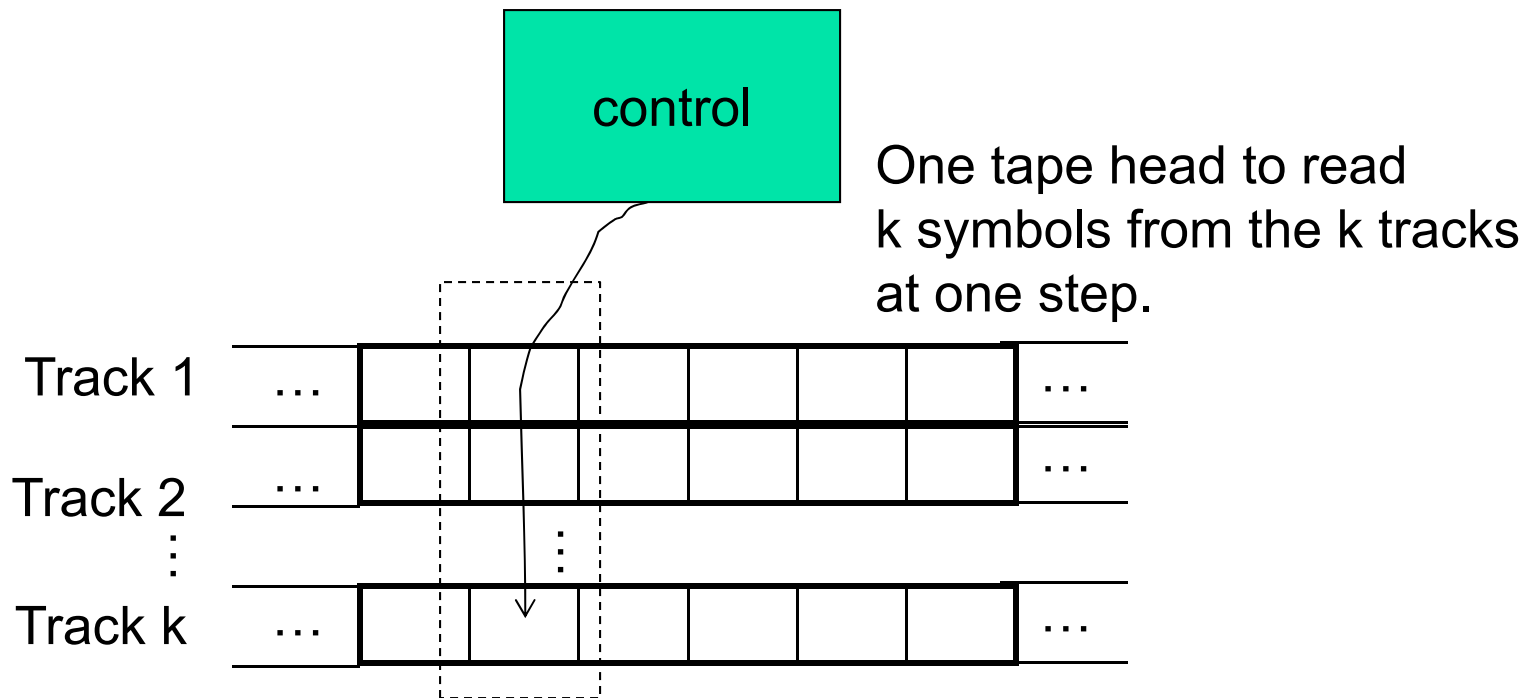 control
One tape head to read
k symbols from the k tracks
at one step.
Track 1 … …
Track 2 … …
⋮ ⋮
Track k … …